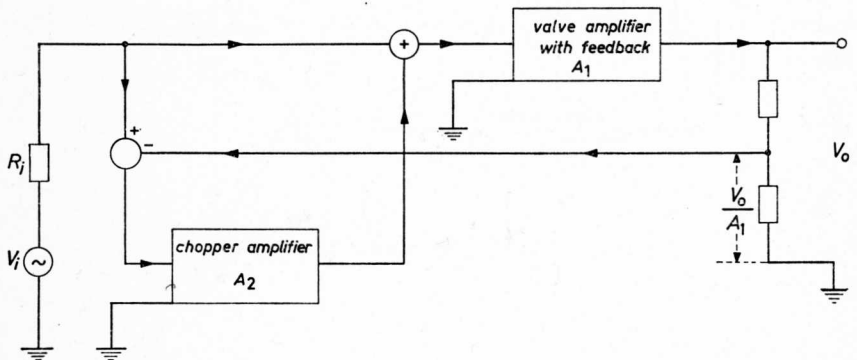 valve amplifier
with feedback
A1
+
+
-
Ri
Vi
~
chopper amplifier
A2
Vo
A1
Vo